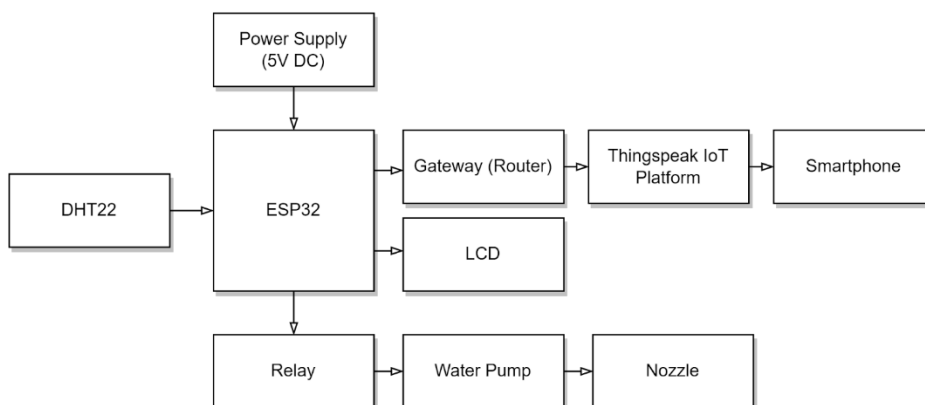 Power Supply
(5V DC)
DHT22
ESP32
Gateway (Router)
Thingspeak IoT
Platform
Smartphone
LCD
Relay
Water Pump
Nozzle